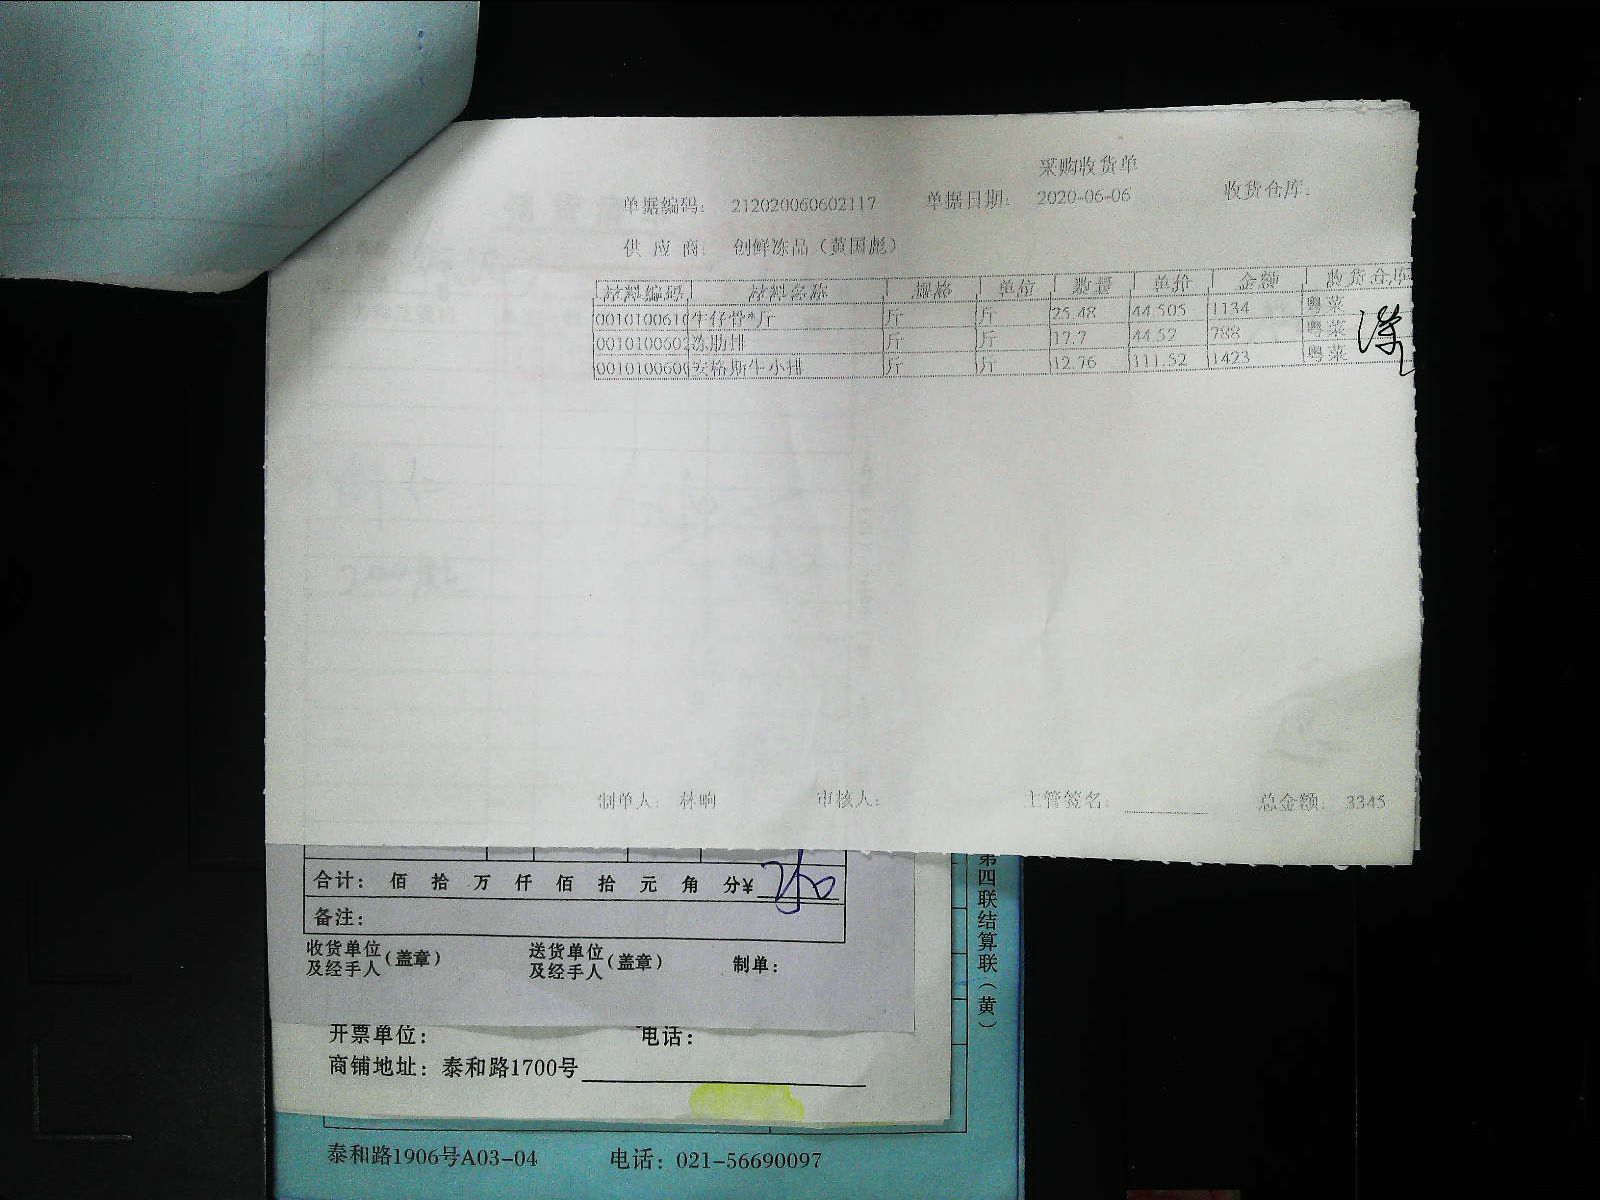 采购收货单
单据编码： 212020060602117 单据日期： 2020-06-06 收货仓库：
供 应 商： 创鲜冻品（黄国彪）
材料编码 材料名称 规格 单位 数量 单价 金额 收货仓库
0010100610 牛仔骨*斤 斤 斤 25.48 44.505 1134 粤菜
001010060 冻肋排 斤 斤 17.7 44.52 788 粤菜
001010060 安格斯牛小排 斤 斤 12.76 111.52 1423 粤菜
制单人： 林响 审核人： 主管签名： 总金额： 3345
合计： 佰 拾 万 仟 佰 拾 元 角 分¥
备注：
收货单位及经手人（盖章） 送货单位及经手人（盖章） 制单：
开票单位： 电话：
商铺地址：泰和路1700号
泰和路1906号A03-04 电话：021-56690097
第四联结算联（黄）